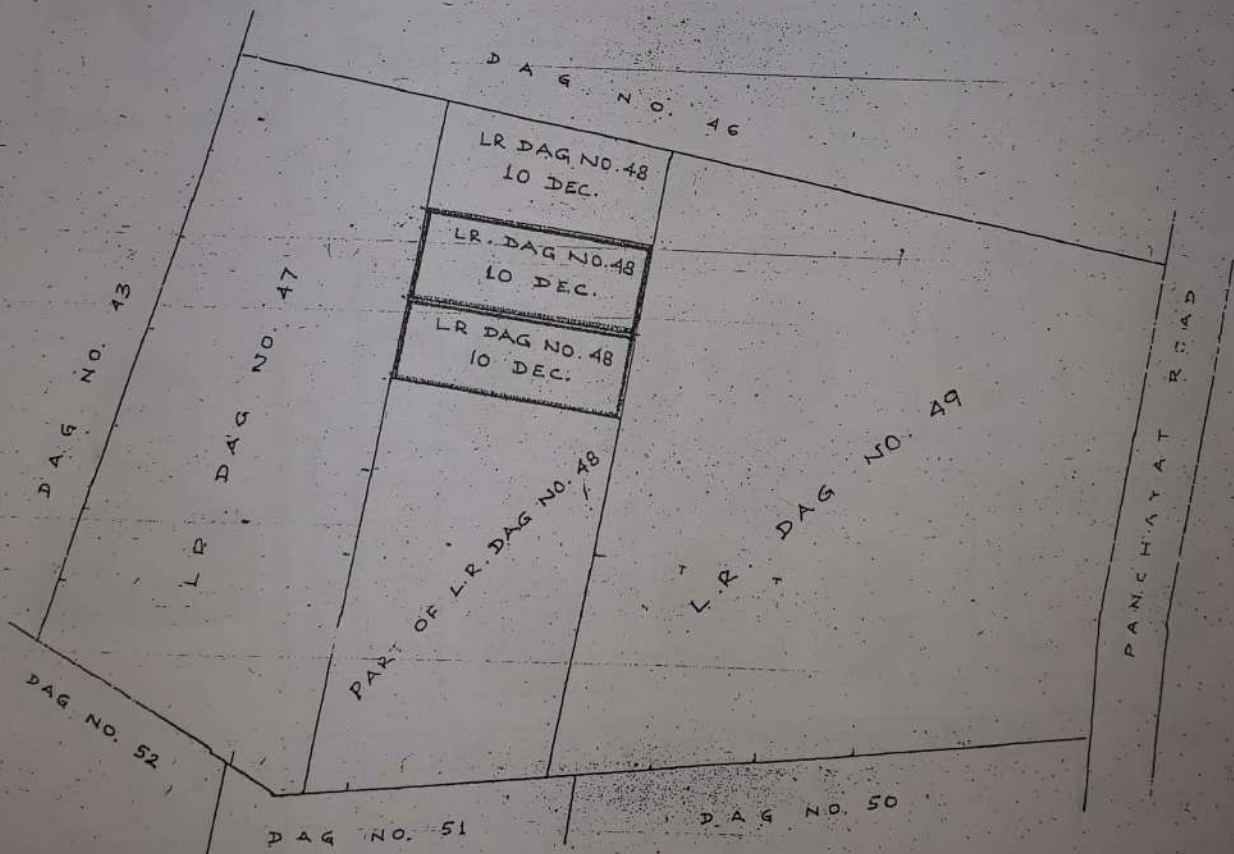 DAG NO. 46
LR DAG NO. 48
10 DEC.
LR. DAG NO. 48
10 DEC.
LR DAG NO. 48
10 DEC.
DAG NO. 43
LR. DAG NO. 47
PART OF L.R. DAG NO. 48
L.R. DAG NO. 49
PANCHAYAT ROAD
DAG NO. 52
DAG NO. 51
DAG NO. 50